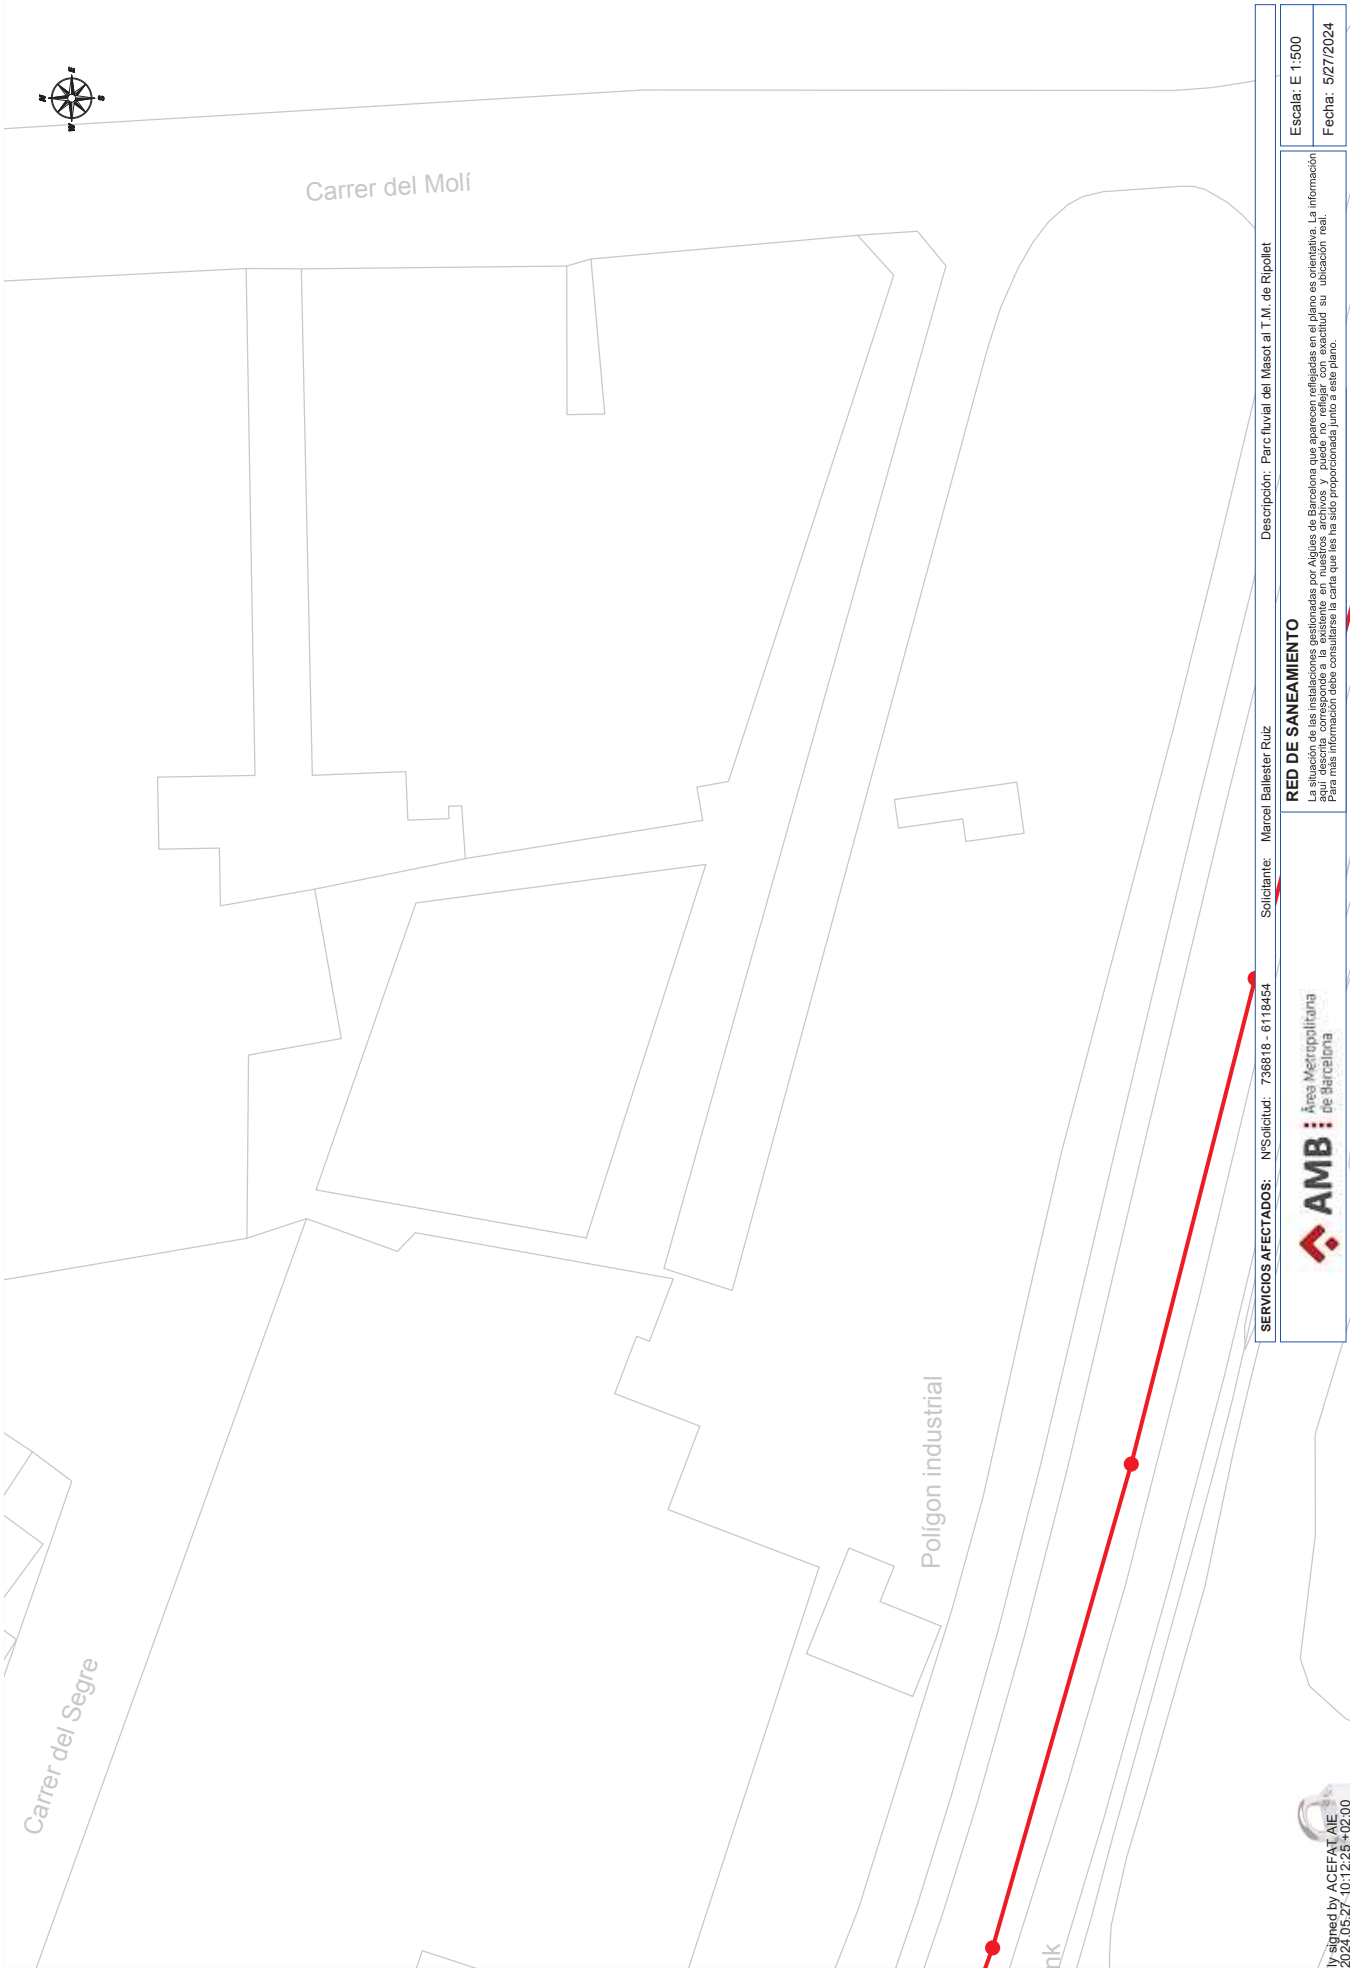 N
E
S
W
Carrer del Molí
Carrer del Segre
Polígon industrial
nk
SERVICIOS AFECTADOS: NºSolicitud: 736818 - 6118454 Solicitante: Marcel Ballester Ruiz Descripción: Parc fluvial del Masot al T.M. de Ripollet
AMB Àrea Metropolitana
de Barcelona
RED DE SANEAMIENTO
La situación de las instalaciones gestionadas por Aigües de Barcelona que aparecen reflejadas en el plano es orientativa. La información
aquí descrita corresponde a la existente en nuestros archivos y puede no reflejar con exactitud su ubicación real.
Para más información debe consultarse la carta que les ha sido proporcionada junto a este plano.
Escala: E 1:500
Fecha: 5/27/2024
ly signed by ACEFAT, AIE
2024.05.27 10:12:25 +02:00